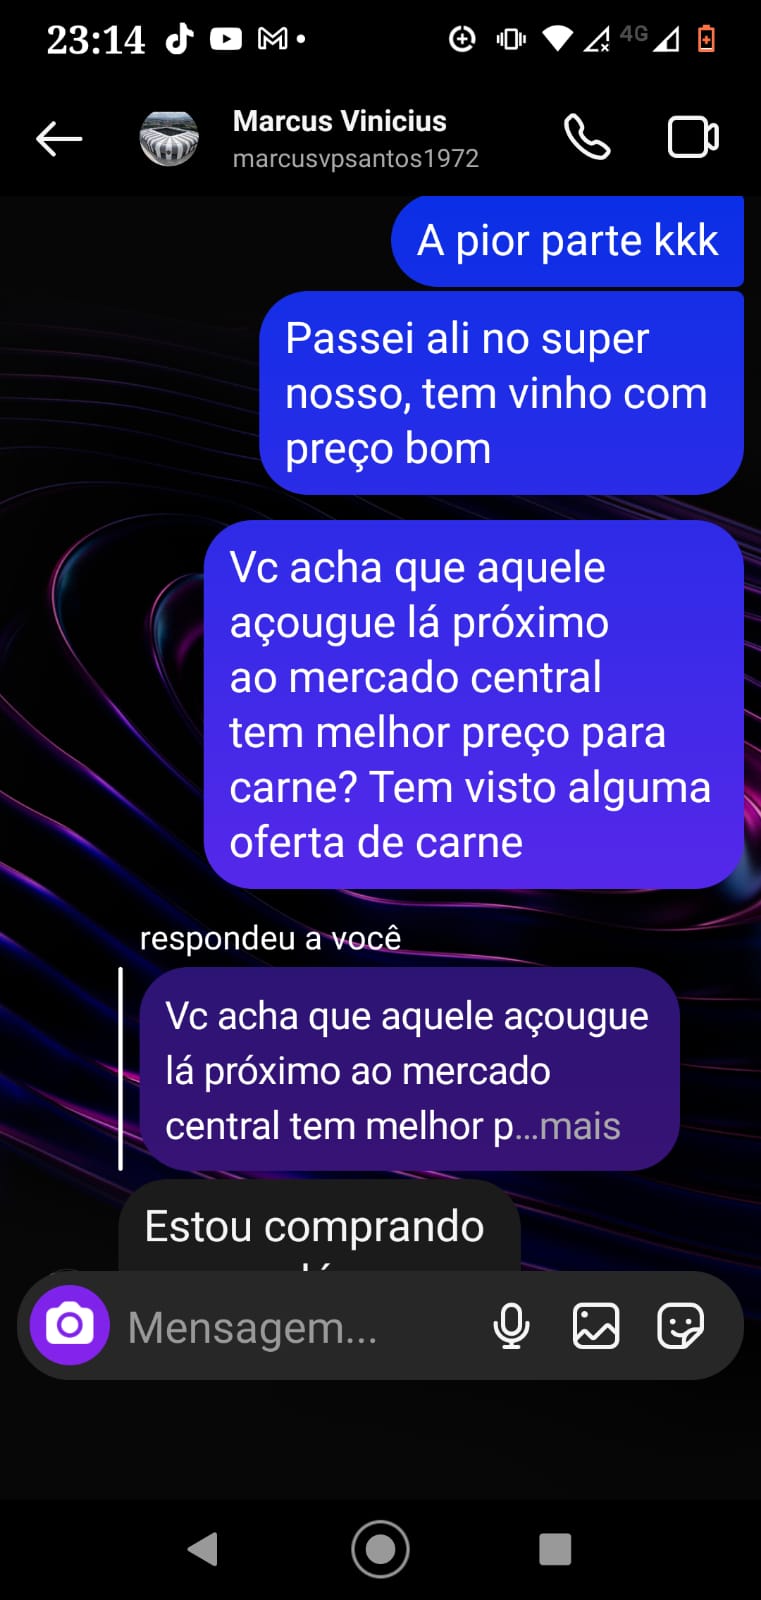 23:14
4G
Marcus Vinicius
marcusvpsantos1972
A pior parte kkk
Passei ali no super
nosso, tem vinho com
preço bom
Vc acha que aquele
açougue lá próximo
ao mercado central
tem melhor preço para
carne? Tem visto alguma
oferta de carne
respondeu a você
Vc acha que aquele açougue
lá próximo ao mercado
central tem melhor p...mais
Estou comprando
Mensagem...